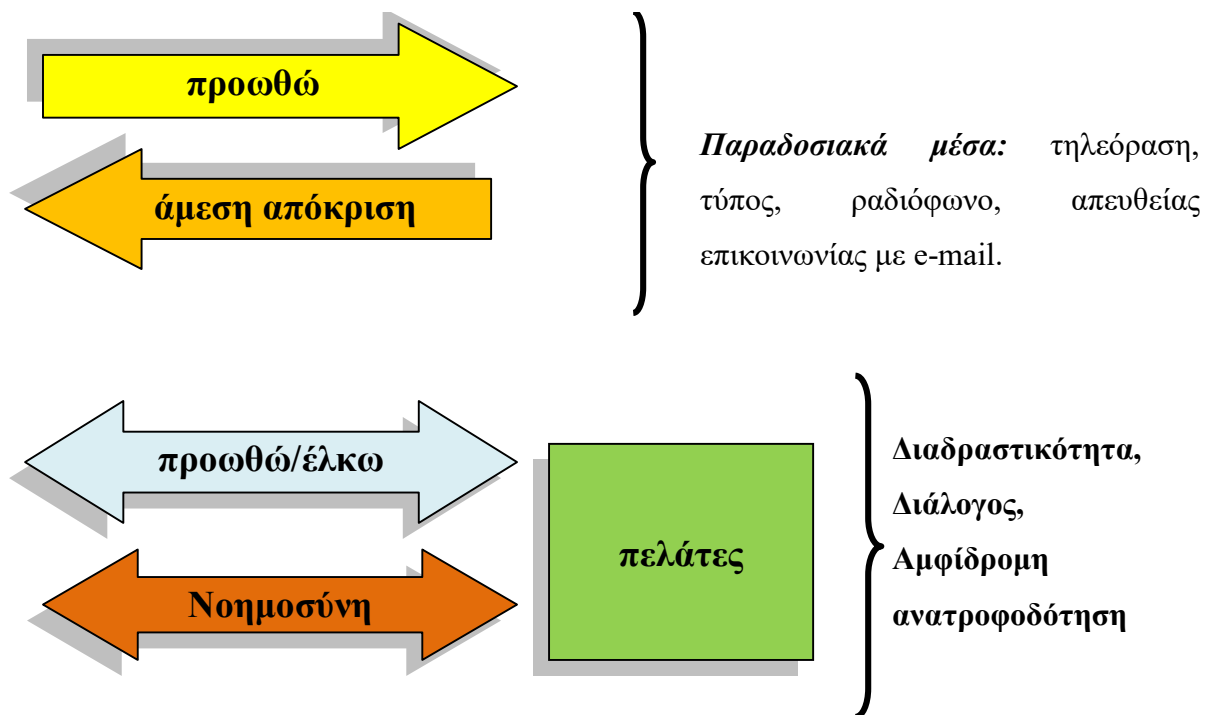 προωθώ
άμεση απόκριση
Παραδοσιακά μέσα: τηλεόραση,
τύπος, ραδιόφωνο, απευθείας
επικοινωνίας με e-mail.
προωθώ/έλκω
Νοημοσύνη
πελάτες
Διαδραστικότητα,
Διάλογος,
Αμφίδρομη
ανατροφοδότηση